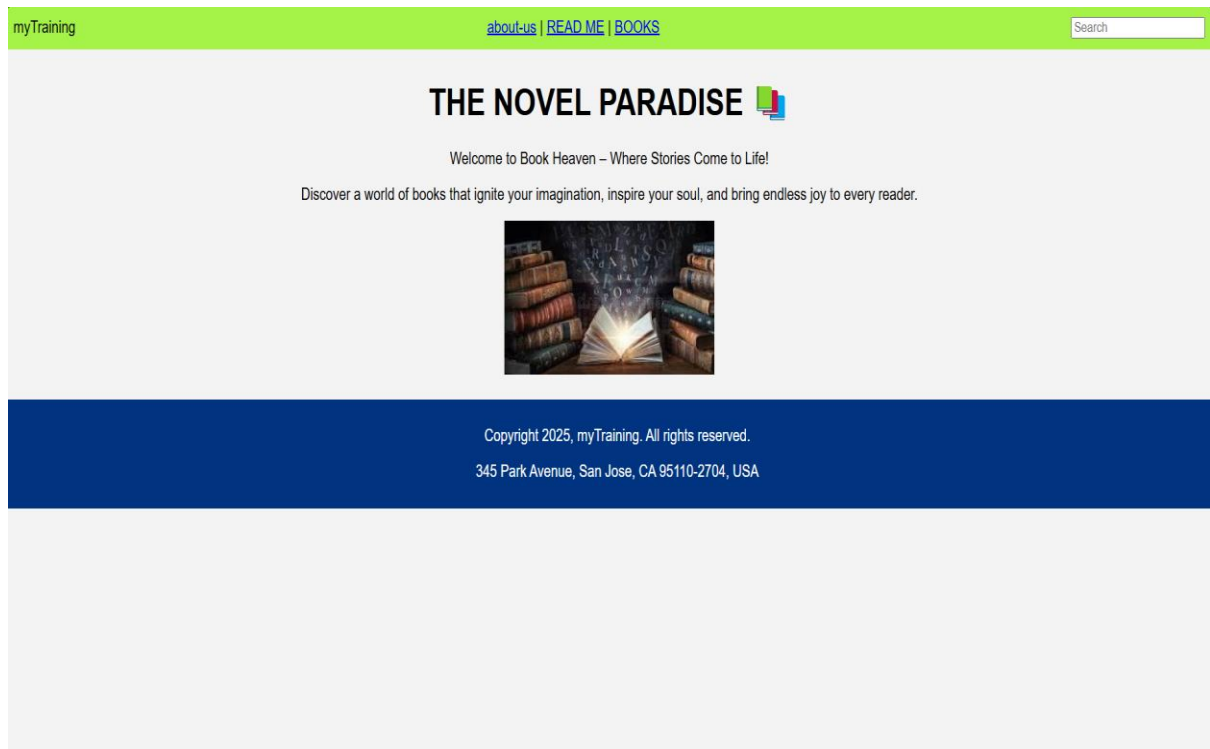 myTraining about-us | READ ME | BOOKS Search
THE NOVEL PARADISE
Welcome to Book Heaven – Where Stories Come to Life!
Discover a world of books that ignite your imagination, inspire your soul, and bring endless joy to every reader.
Copyright 2025, myTraining. All rights reserved.
345 Park Avenue, San Jose, CA 95110-2704, USA